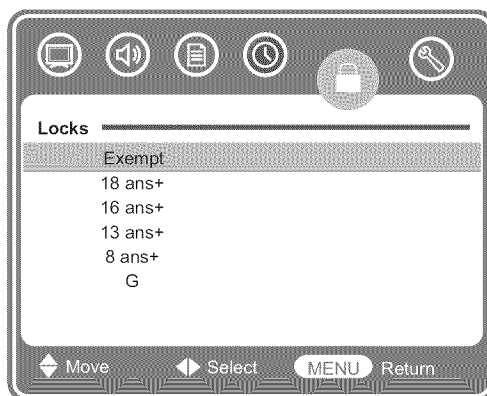 Locks
Exempt
18 ans+
16 ans+
13 ans+
8 ans+
G
Move Select MENU Return